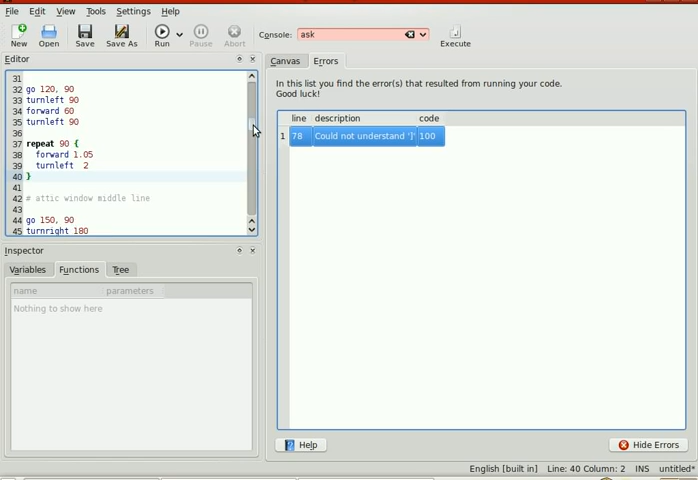 File Edit View Tools Settings Help
New Open Save Save As Run Pause Abort Console: ask Execute
Editor
Canvas Errors
In this list you find the error(s) that resulted from running your code.
Good luck!
line description code
1 78 Could not understand ']' 100
31
32 go 120, 90
33 turnleft 90
34 forward 60
35 turnleft 90
36
37 repeat 90 {
38 forward 1.05
39 turnleft 2
40 }
41
42 # attic window middle line
43
44 go 150, 90
45 turnright 180
Inspector
Variables Functions Tree
name parameters
Nothing to show here
Help Hide Errors
English [built in] Line: 40 Column: 2 INS untitled*